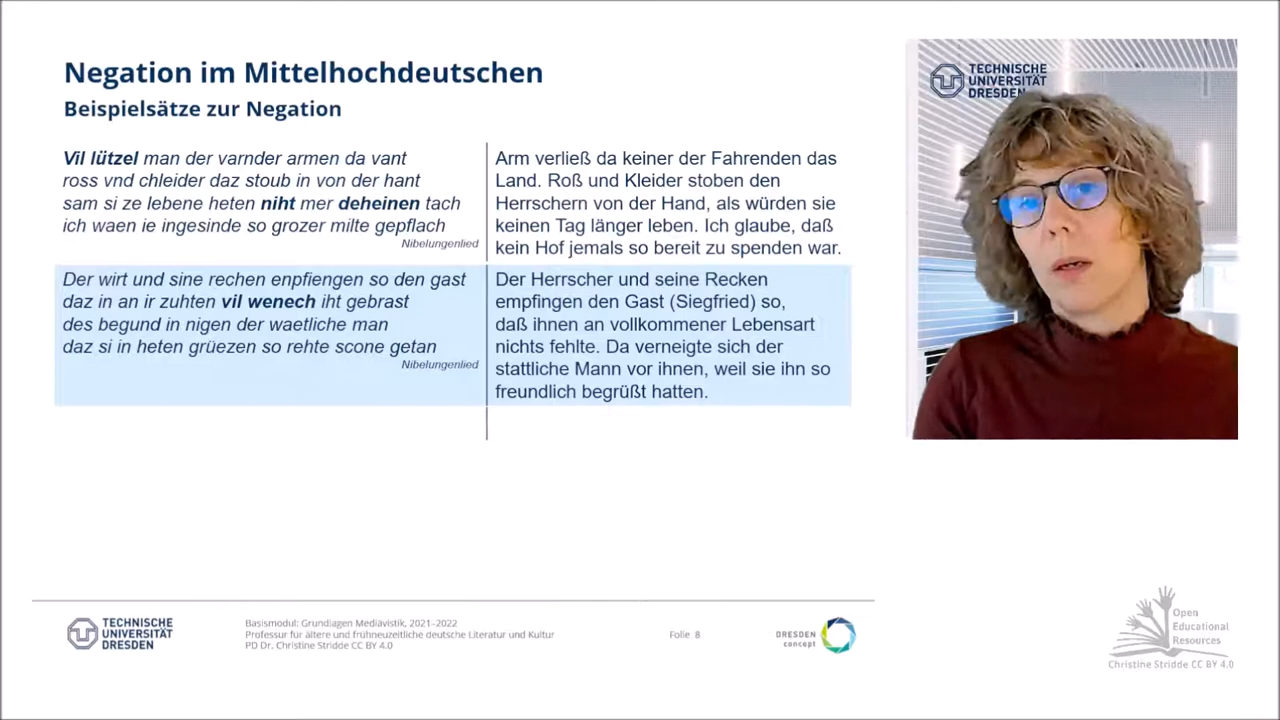 Negation im Mittelhochdeutschen
Beispielsätze zur Negation
Vil lützel man der varnder armen da vant
ross vnd chleider daz stoub in von der hant
sam si ze lebene heten niht mer deheinen tach
ich waen ie ingesinde so grozer milte gepflach
Nibelungenlied
Arm verließ da keiner der Fahrenden das
Land. Roß und Kleider stoben den
Herrschern von der Hand, als würden sie
keinen Tag länger leben. Ich glaube, daß
kein Hof jemals so bereit zu spenden war.
Der wirt und sine rechen enpfiengen so den gast
daz in an ir zuhten vil wenech iht gebrast
des begund in nigen der waetliche man
daz si in heten grüezen so rehte scone getan
Nibelungenlied
Der Herrscher und seine Recken
empfingen den Gast (Siegfried) so,
daß ihnen an vollkommener Lebensart
nichts fehlte. Da verneigte sich der
stattliche Mann vor ihnen, weil sie ihn so
freundlich begrüßt hatten.
TECHNISCHE
UNIVERSITÄT
DRESDEN
TECHNISCHE
UNIVERSITÄT
DRESDEN
Basismodul: Grundlagen Mediävistik, 2021–2022
Professur für ältere und frühneuzeitliche deutsche Literatur und Kultur
PD Dr. Christine Stridde CC BY 4.0
Folie 8
DRESDEN
concept
Open
Educational
Resources
Christine Stridde CC BY 4.0